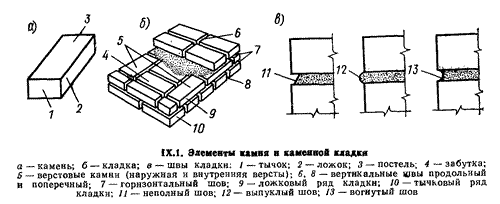 а) б) в)
3
1 2
5 6
4 7
8
9
10
11 12 13
IX.1. Элементы камня и каменной кладки
а — камень; б — кладка; в — швы кладки; 1 — тычок; 2 — ложок; 3 — постель; 4 — забутка;
5 — верстовые камни (наружная и внутренняя версты); 6, 8 — вертикальные швы продольный
и поперечный; 7 — горизонтальный шов; 9 — ложковый ряд кладки; 10 — тычковый ряд
кладки; 11 — неполный шов; 12 — выпуклый шов; 13 — вогнутый шов